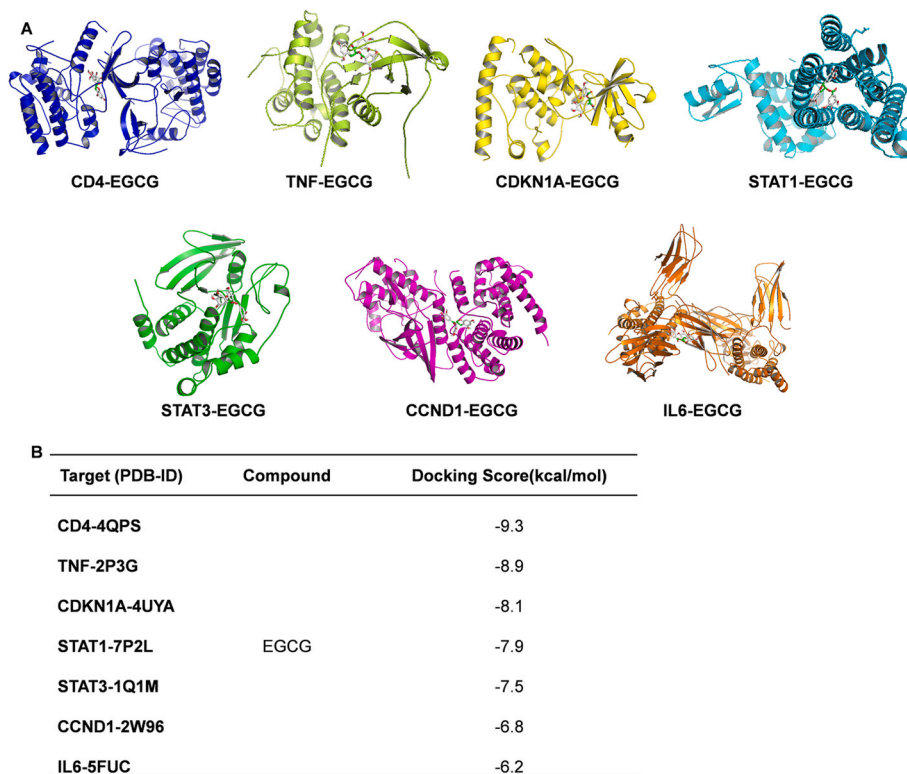 A
CD4-EGCG TNF-EGCG CDKN1A-EGCG STAT1-EGCG
STAT3-EGCG CCND1-EGCG IL6-EGCG
B
Target (PDB-ID) Compound Docking Score(kcal/mol)
CD4-4QPS -9.3
TNF-2P3G -8.9
CDKN1A-4UYA -8.1
STAT1-7P2L EGCG -7.9
STAT3-1Q1M -7.5
CCND1-2W96 -6.8
IL6-5FUC -6.2